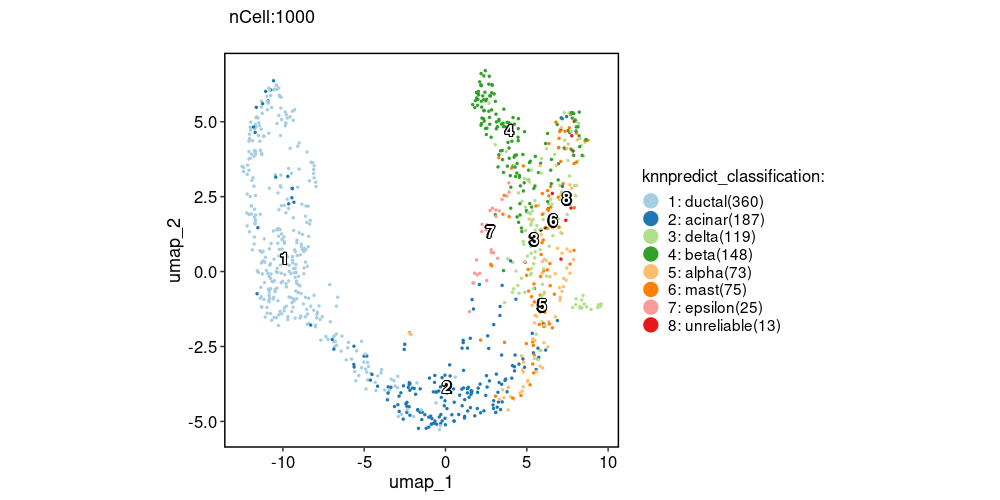 nCell:1000
umap_2
5.0
2.5
0.0
-2.5
-5.0
4
8
6
7
3
1
5
2
-10
-5
0
5
10
umap_1
knnpredict_classification:
1: ductal(360)
2: acinar(187)
3: delta(119)
4: beta(148)
5: alpha(73)
6: mast(75)
7: epsilon(25)
8: unreliable(13)